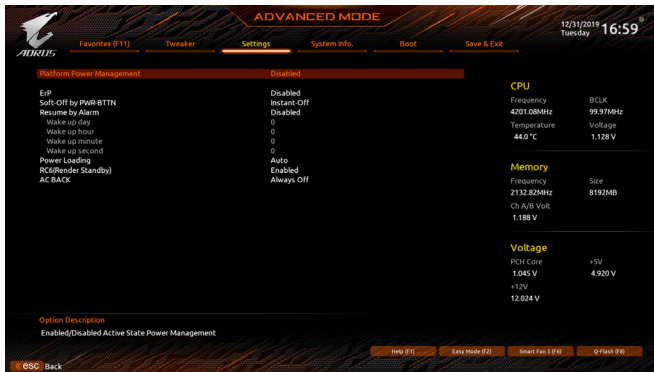 ADVANCED MODE
12/31/2019 16:59
Tuesday
AORUS
Favorites (F11) Tweaker Settings System Info. Boot Save & Exit
Platform Power Management Disabled
ErP Disabled
Soft-Off by PWR-BTTN Instant-Off
Resume by Alarm Disabled
Wake up day 0
Wake up hour 0
Wake up minute 0
Wake up second 0
Power Loading Auto
RC6(Render Standby) Enabled
AC BACK Always Off
CPU
Frequency BCLK
4201.08MHz 99.97MHz
Temperature Voltage
44.0 °C 1.128 V
Memory
Frequency Size
2132.82MHz 8192MB
Ch A/B Volt
1.188 V
Voltage
PCH Core +5V
1.045 V 4.920 V
+12V
12.024 V
Option Description
Enabled/Disabled Active State Power Management
Help (F1) Easy Mode (F2) Smart Fan 5 (F6) Q-Flash (F8)
esc Back